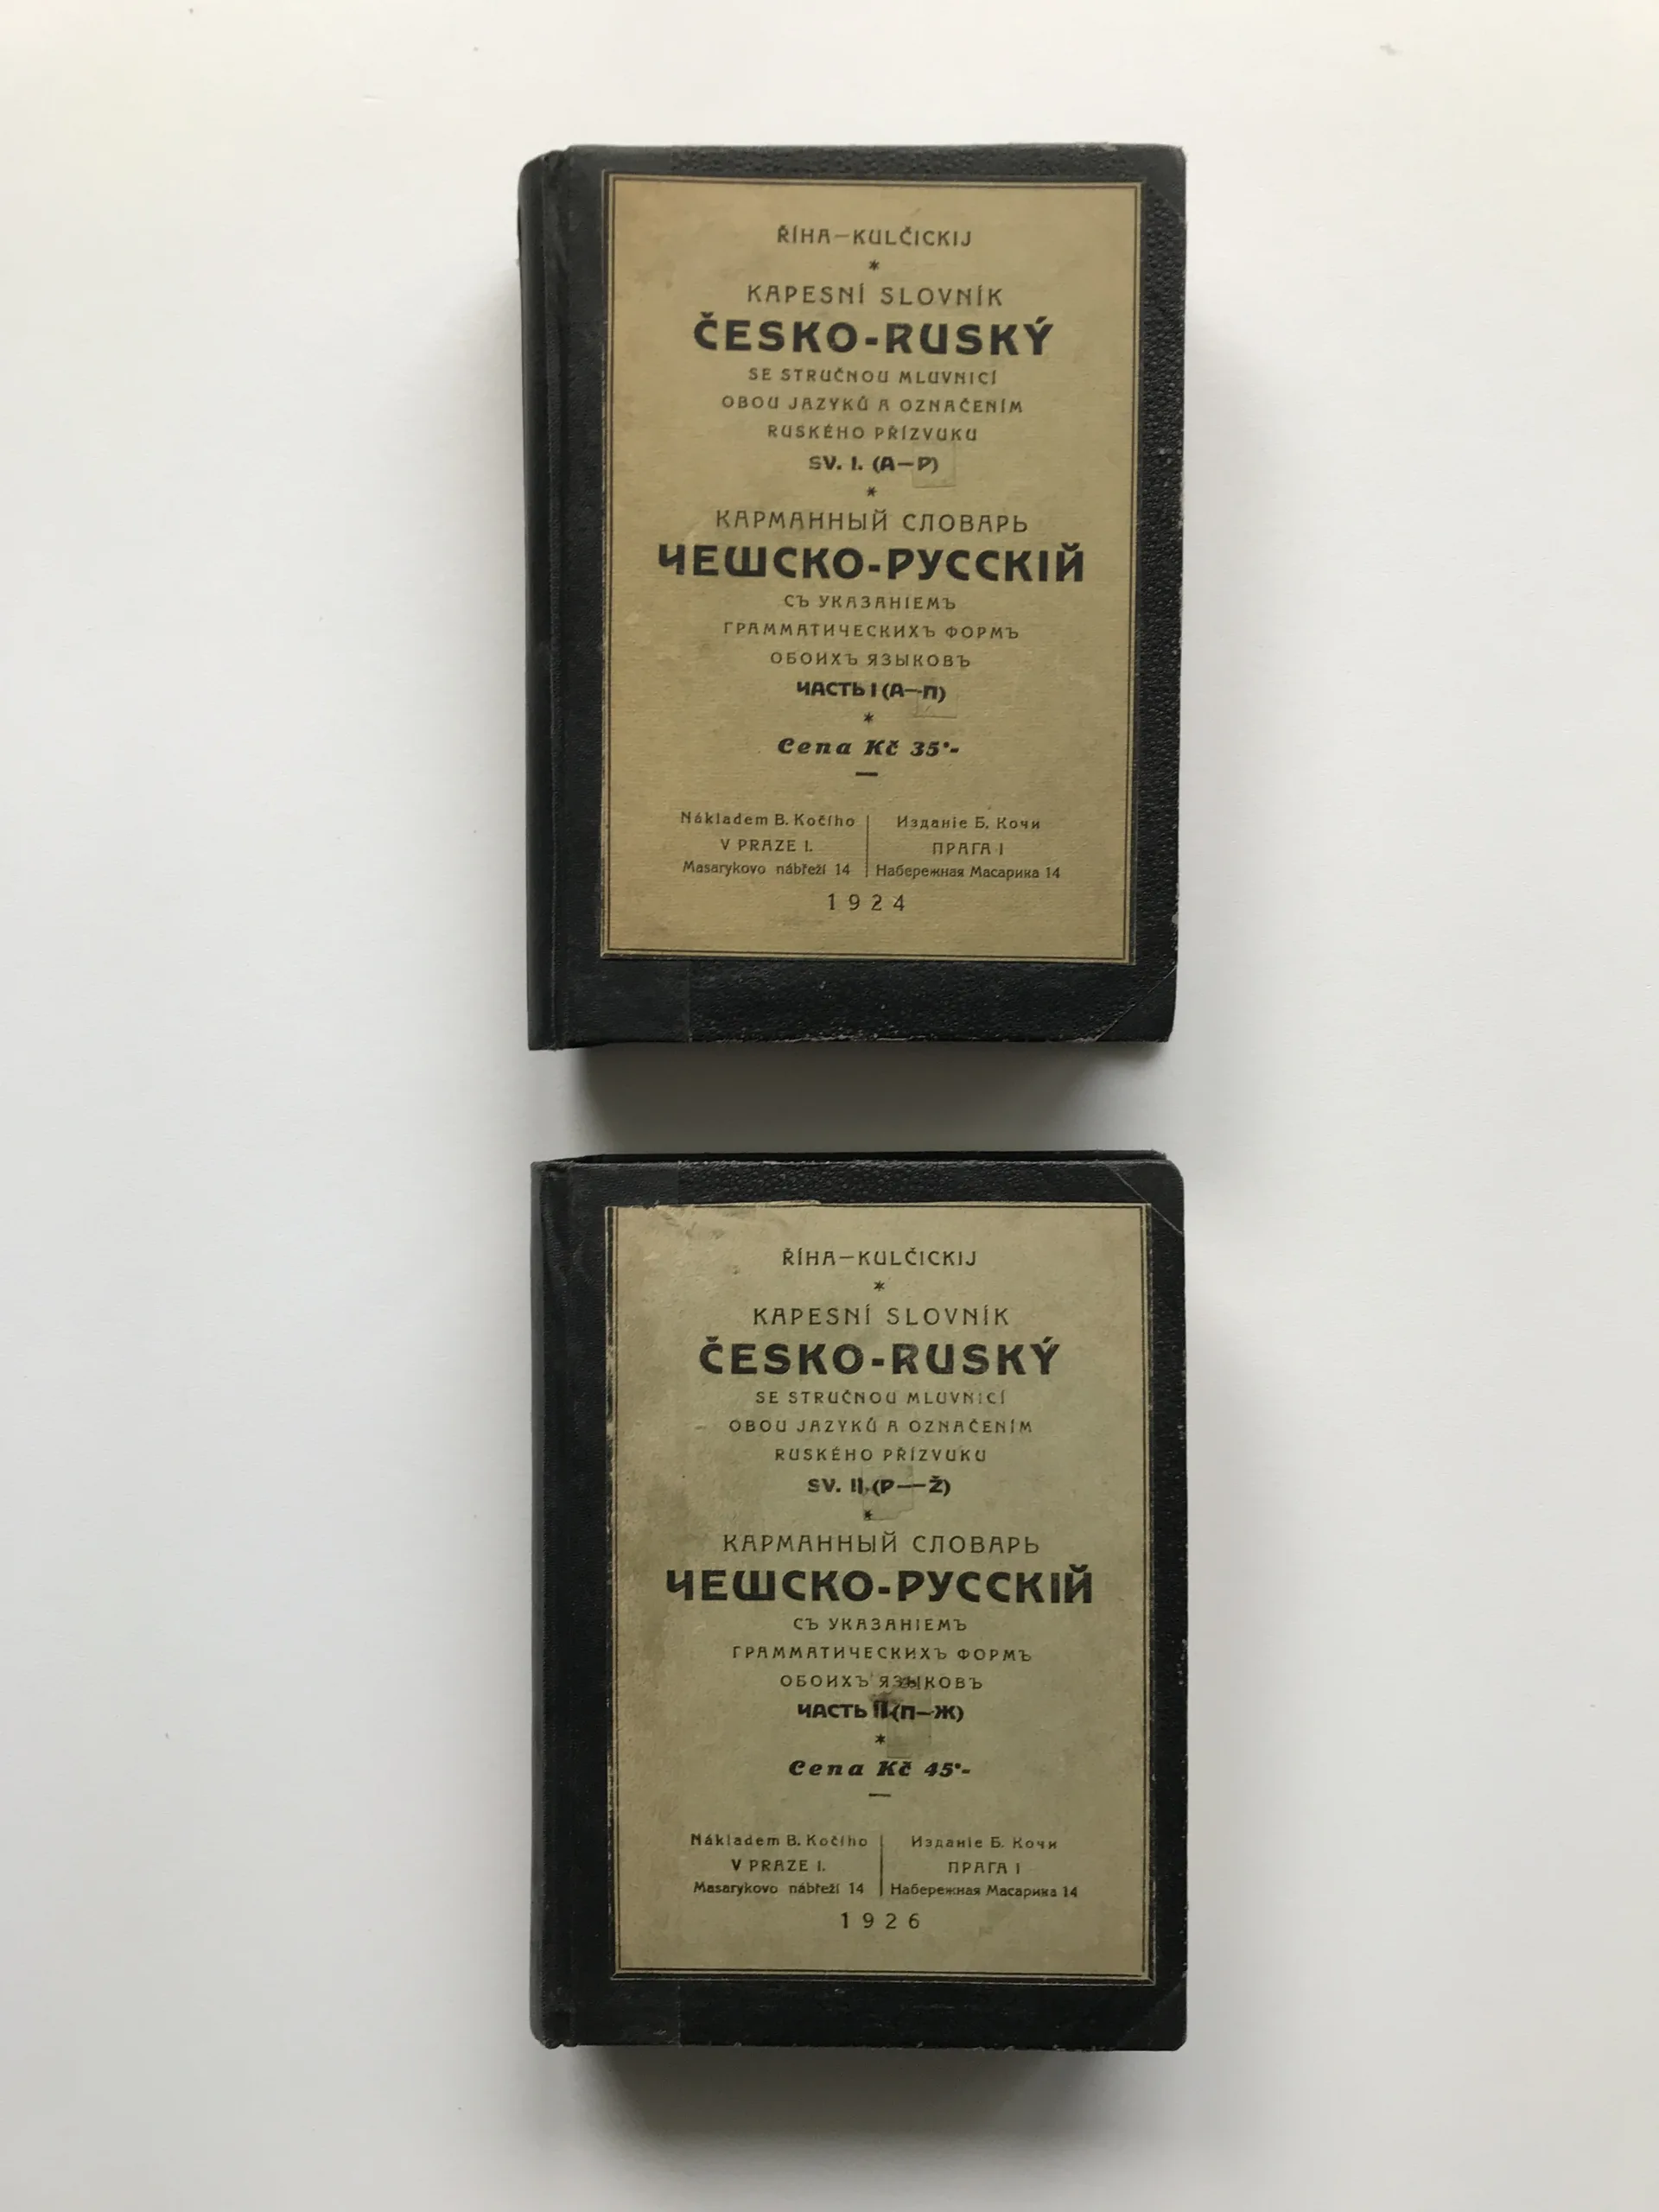 ŘÍHA—KULČICKIJ
*
KAPESNÍ SLOVNÍK
ČESKO-RUSKÝ
SE STRUČNOU MLUVNICÍ
OBOU JAZYKŮ A OZNAČENÍM
RUSKÉHO PŘÍZVUKU
SV. I. (A—P)
*
КАРМАННЫЙ СЛОВАРЬ
ЧЕШСКО-РУССКІЙ
СЪ УКАЗАНІЕМЪ
ГРАММАТИЧЕСКИХЪ ФОРМЪ
ОБОИХЪ ЯЗЫКОВЪ
ЧАСТЬ I (А—П)
*
Cena Kč 35·-
Nákladem B. Kočího
V PRAZE I.
Masarykovo nábřeží 14
Изданіе Б. Кочи
ПРАГА I
Набережная Масарика 14
1924
ŘÍHA—KULČICKIJ
*
KAPESNÍ SLOVNÍK
ČESKO-RUSKÝ
SE STRUČNOU MLUVNICÍ
OBOU JAZYKŮ A OZNAČENÍM
RUSKÉHO PŘÍZVUKU
SV. II. (P—Ž)
*
КАРМАННЫЙ СЛОВАРЬ
ЧЕШСКО-РУССКІЙ
СЪ УКАЗАНІЕМЪ
ГРАММАТИЧЕСКИХЪ ФОРМЪ
ОБОИХЪ ЯЗЫКОВЪ
ЧАСТЬ II (П—Ж)
*
Cena Kč 45·-
Nákladem B. Kočího
V PRAZE I.
Masarykovo nábřeží 14
Изданіе Б. Кочи
ПРАГА I
Набережная Масарика 14
1926